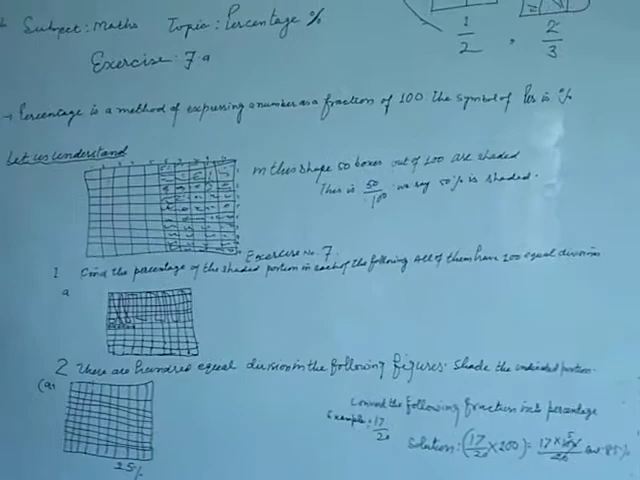 Subject: Maths Topic: Percentage %
1/2 , 2/3
Exercise: 7a
→ Percentage is a method of expressing a number as a fraction of 100 The symbol of Per is %
Let us understand
In this shape 50 boxes out of 100 are shaded
This is 50/100 we say 50% is shaded.
Exercise No. 7.
1 Find the percentage of the shaded portion in each of the following All of them have 100 equal division
a
2 There are hundred equal division in the following figures. Shade the portion.
(a,
25%
Convert the following fraction into percentage
Example: 17/20
Solution: (17/20 × 100) = 17 × /20 85%